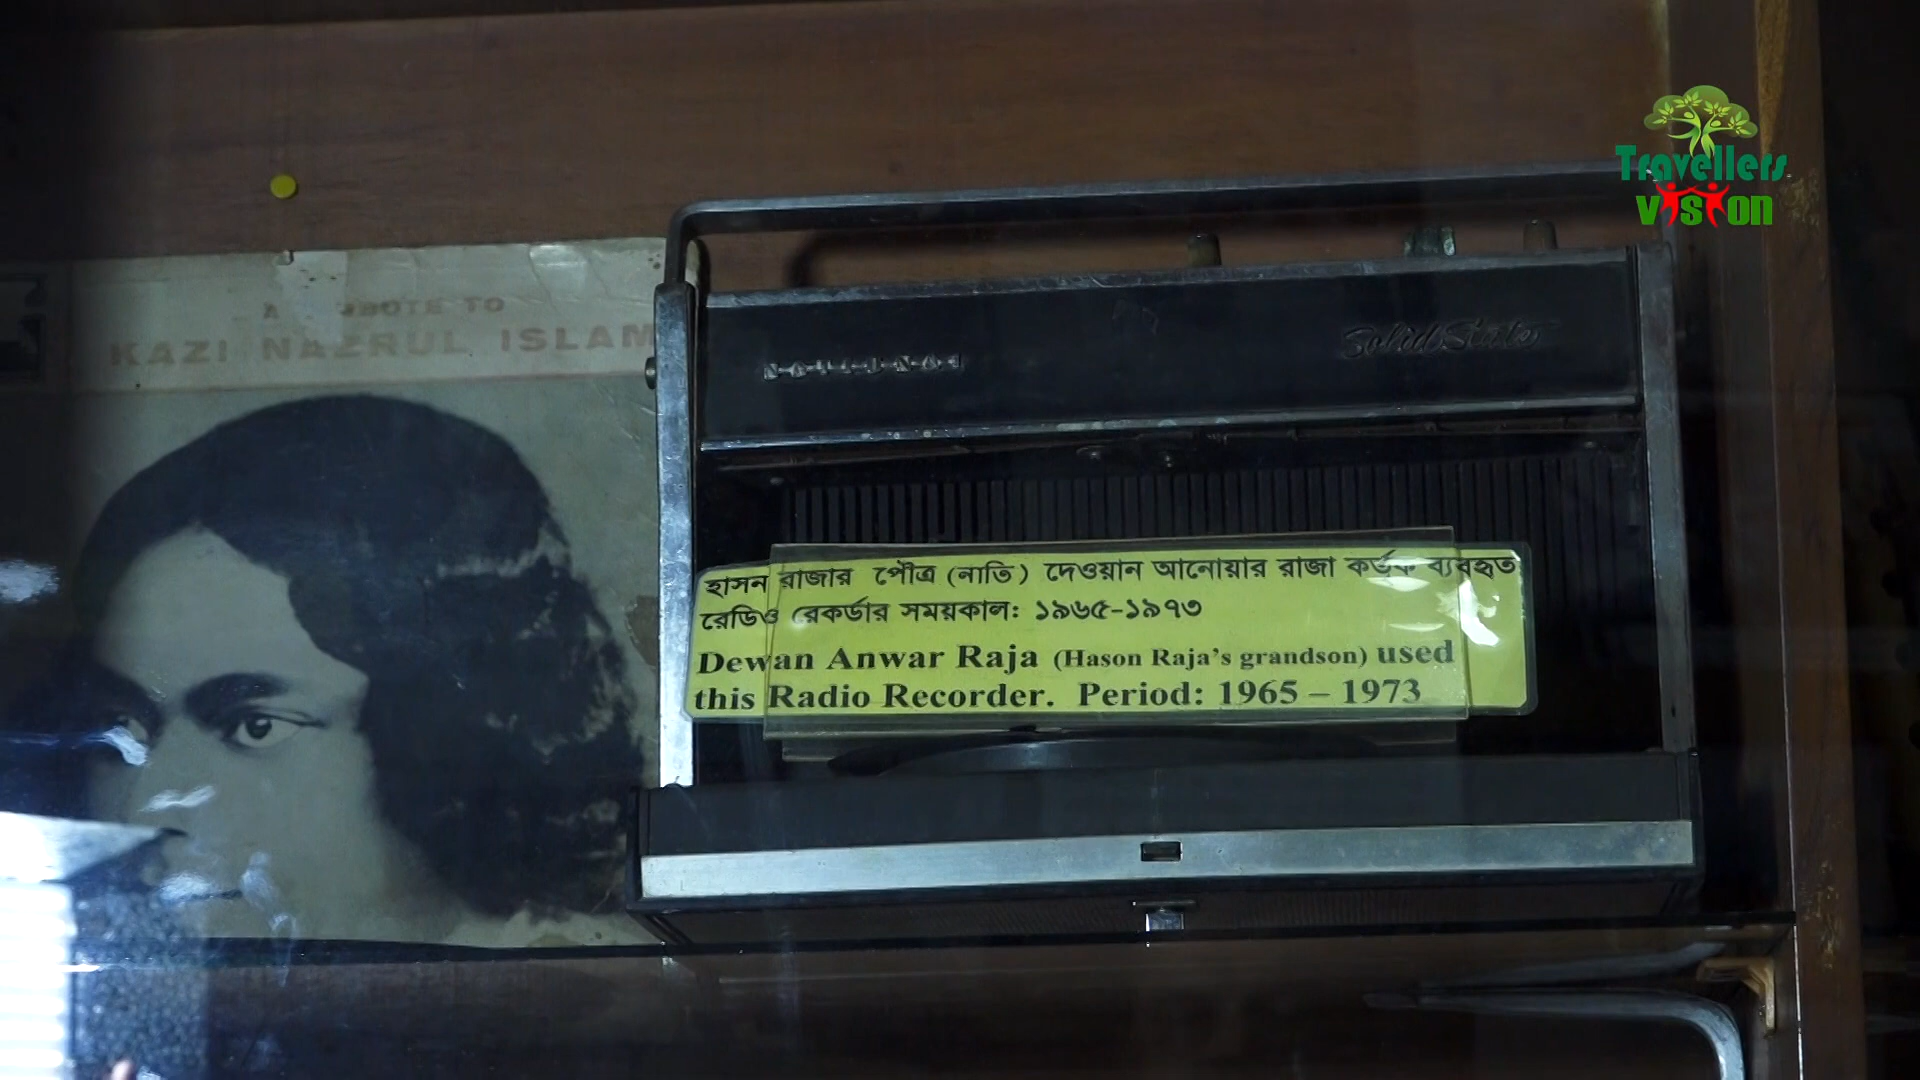 Travellers
vision
TO
KAZI NAZRUL ISLAM
Solid State
NATIONAL
হাসন রাজার পৌত্র (নাতি) দেওয়ান আনোয়ার রাজা কর্তৃক ব্যবহৃত
রেডিও রেকর্ডার সময়কাল: ১৯৬৫-১৯৭৩
Dewan Anwar Raja (Hason Raja's grandson) used
this Radio Recorder. Period: 1965 – 1973